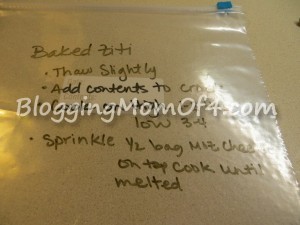 Baked Ziti
• Thaw Slightly
• Add contents to
BloggingMomOf4.com
low 3-4
• Sprinkle 1/2 bag
on top Cook until
melted